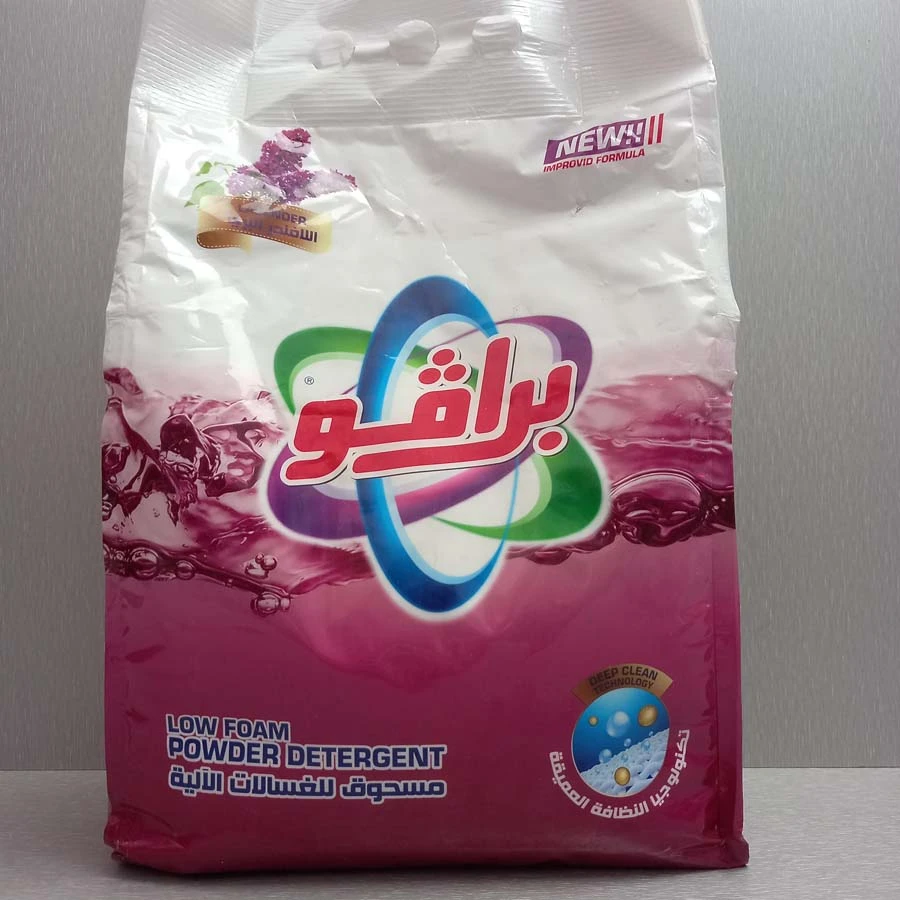 NEW!!
IMPROVID FORMULA
براڤو
®
LOW FOAM
POWDER DETERGENT
مسحوق للغسالات الآلية
DEEP CLEAN
TECHNOLOGY
تكنولوجيا النظافة العميقة